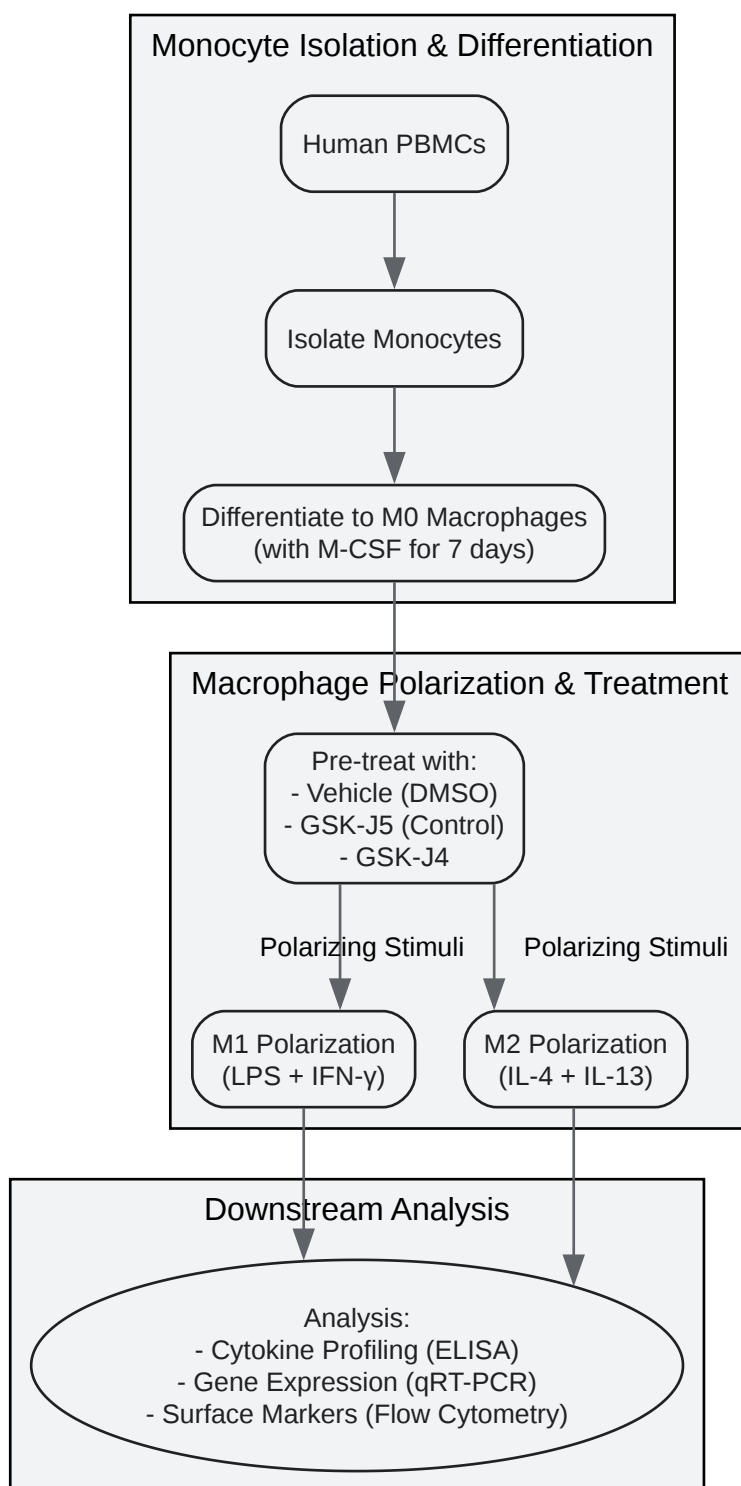 Monocyte Isolation & Differentiation
Human PBMCs
Isolate Monocytes
Differentiate to M0 Macrophages
(with M-CSF for 7 days)
Macrophage Polarization & Treatment
Pre-treat with:
- Vehicle (DMSO)
- GSK-J5 (Control)
- GSK-J4
Polarizing Stimuli
Polarizing Stimuli
M1 Polarization
(LPS + IFN-γ)
M2 Polarization
(IL-4 + IL-13)
Downstream Analysis
Analysis:
- Cytokine Profiling (ELISA)
- Gene Expression (qRT-PCR)
- Surface Markers (Flow Cytometry)